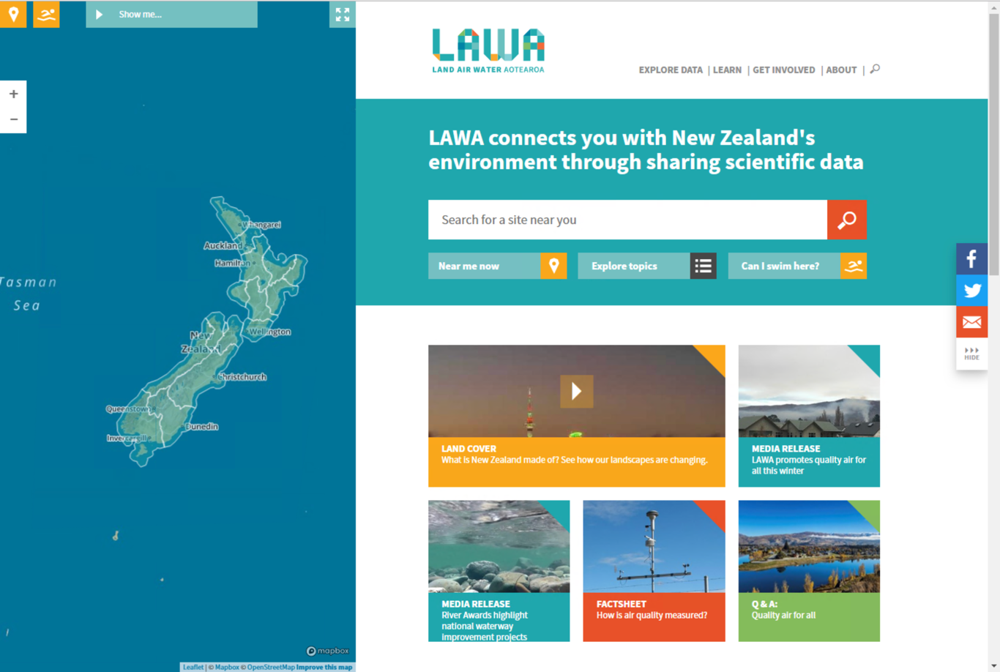 Show me...
+
−
Whangarei
Auckland
Hamilton
Tasman
Sea
New
Zealand
Wellington
Christchurch
Queenstown
Dunedin
Invercargill
mapbox
Leaflet | © Mapbox © OpenStreetMap Improve this map
LAWA
LAND AIR WATER AOTEAROA
EXPLORE DATA | LEARN | GET INVOLVED | ABOUT |
LAWA connects you with New Zealand's
environment through sharing scientific data
Search for a site near you
Near me now
Explore topics
Can I swim here?
HIDE
LAND COVER
What is New Zealand made of? See how our landscapes are changing.
MEDIA RELEASE
LAWA promotes quality air for
all this winter
MEDIA RELEASE
River Awards highlight
national waterway
improvement projects
FACTSHEET
How is air quality measured?
Q & A:
Quality air for all